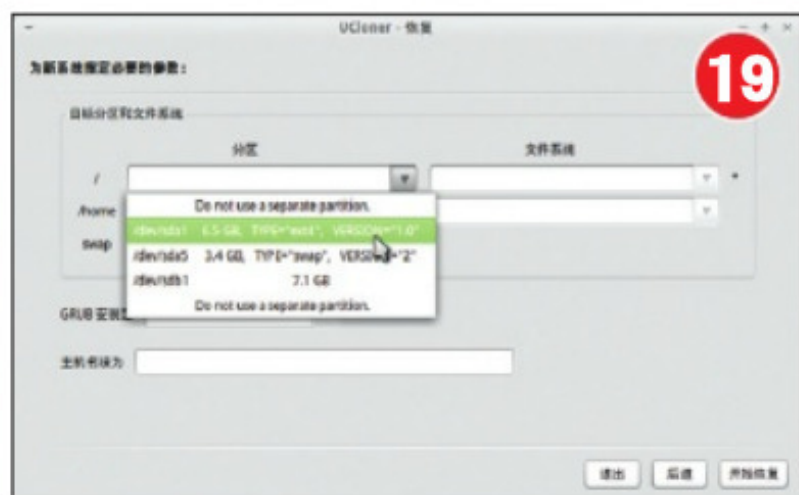 UCloner - 恢复
19
为新系统指定必要的参数：
目标分区和文件系统
分区 文件系统
/ *
/home
swap
Do not use a separate partition.
/dev/sda1 6.5 GB, TYPE="ext4", VERSION="1.0"
/dev/sda5 3.4 GB, TYPE="swap", VERSION="2"
/dev/sdb1 7.1 GB
Do not use a separate partition.
GRUB 安装
主机名设为
退出 后退 开始恢复